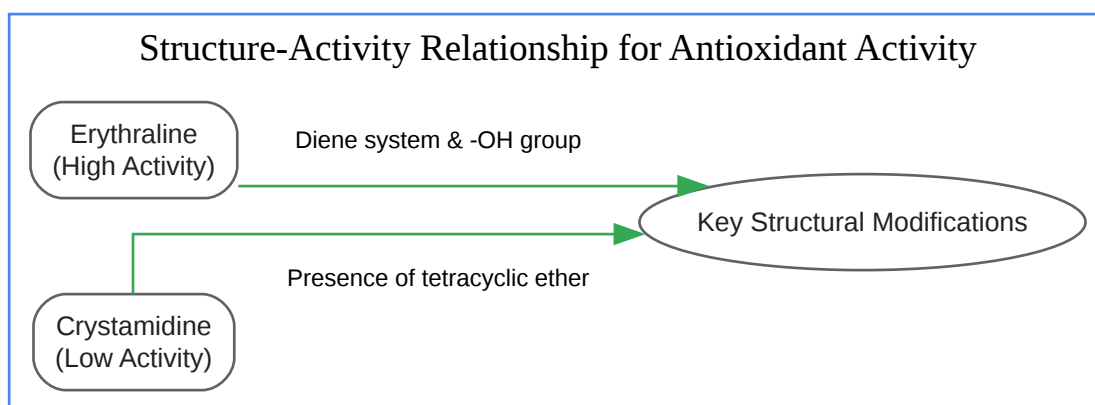 Structure-Activity Relationship for Antioxidant Activity
Erythraline
(High Activity)
Diene system & -OH group
Key Structural Modifications
Presence of tetracyclic ether
Crystamidine
(Low Activity)